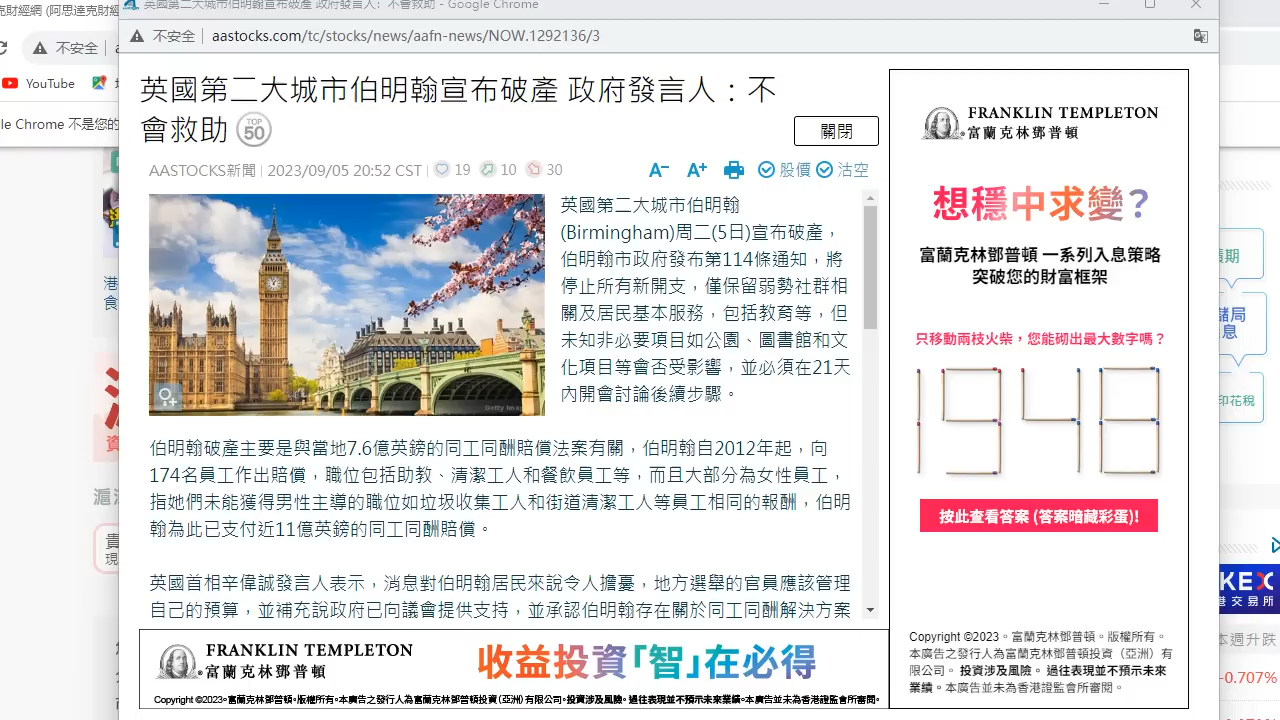 英國第二大城市伯明翰宣布破產 政府發言人：不會救助 - Google Chrome
不安全
aastocks.com/tc/stocks/news/aafn-news/NOW.1292136/3
不安全
YouTube
英國第二大城市伯明翰宣布破產 政府發言人：不
會救助 TOP 50
關閉
AASTOCKS新聞 | 2023/09/05 20:52 CST | 19 10 30
A− A+ 股價 沽空
英國第二大城市伯明翰
(Birmingham)周二(5日)宣布破產，
伯明翰市政府發布第114條通知，將
停止所有新開支，僅保留弱勢社群相
關及居民基本服務，包括教育等，但
未知非必要項目如公園、圖書館和文
化項目等會否受影響，並必須在21天
內開會討論後續步驟。
伯明翰破產主要是與當地7.6億英鎊的同工同酬賠償法案有關，伯明翰自2012年起，向
174名員工作出賠償，職位包括助教、清潔工人和餐飲員工等，而且大部分為女性員工，
指她們未能獲得男性主導的職位如垃圾收集工人和街道清潔工人等員工相同的報酬，伯明
翰為此已支付近11億英鎊的同工同酬賠償。
英國首相辛偉誠發言人表示，消息對伯明翰居民來說令人擔憂，地方選舉的官員應該管理
自己的預算，並補充說政府已向議會提供支持，並承認伯明翰存在關於同工同酬解決方案
FRANKLIN TEMPLETON
富蘭克林鄧普頓
收益投資「智」在必得
Copyright ©2023。富蘭克林鄧普頓。版權所有。本廣告之發行人為富蘭克林鄧普頓投資（亞洲）有限公司。投資涉及風險。過往表現並不預示未來業績。本廣告並未為香港證監會所審閱。
FRANKLIN TEMPLETON
富蘭克林鄧普頓
想穩中求變？
富蘭克林鄧普頓 一系列入息策略
突破您的財富框架
只移動兩枝火柴，您能砌出最大數字嗎？
1948
按此查看答案 (答案暗藏彩蛋)!
Copyright ©2023。富蘭克林鄧普頓。版權所有。
本廣告之發行人為富蘭克林鄧普頓投資（亞洲）有
限公司。 投資涉及風險。 過往表現並不預示未來
業績。本廣告並未為香港證監會所審閱。
儲局
息
印花稅
KEX
港交易所
本週升跌
-0.707%